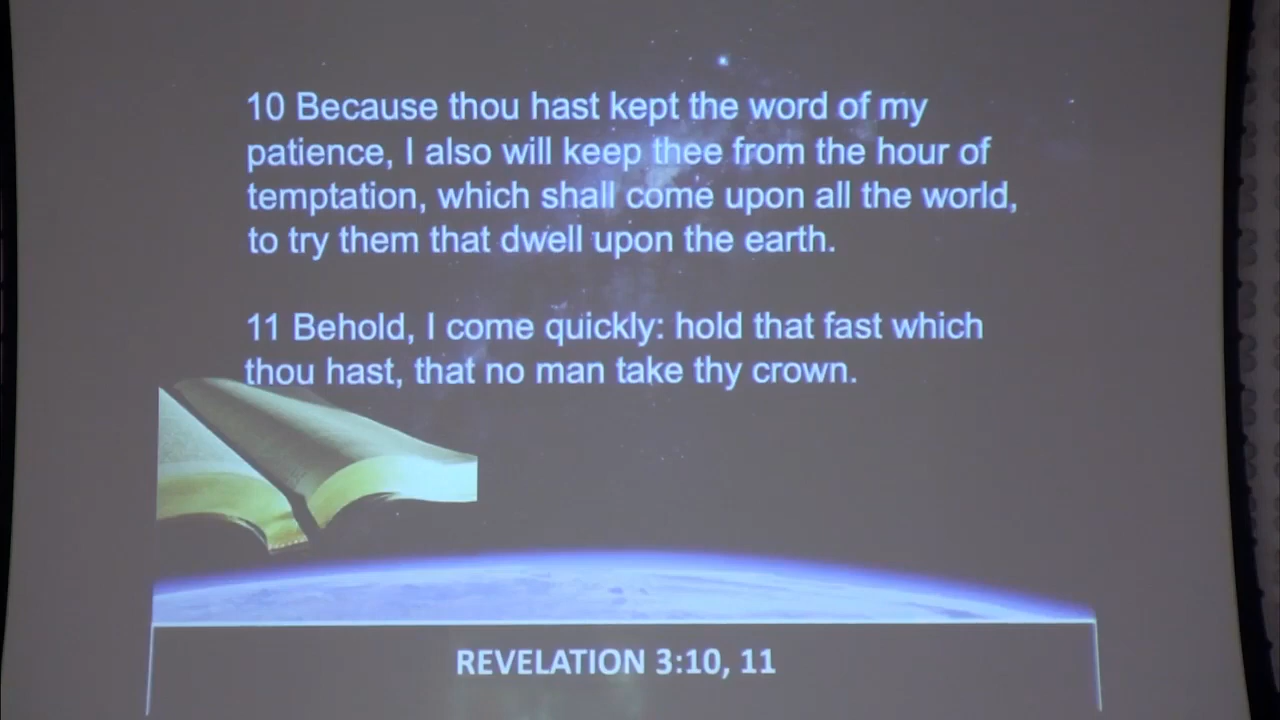 10 Because thou hast kept the word of my
patience, I also will keep thee from the hour of
temptation, which shall come upon all the world,
to try them that dwell upon the earth.
11 Behold, I come quickly: hold that fast which
thou hast, that no man take thy crown.
REVELATION 3:10, 11